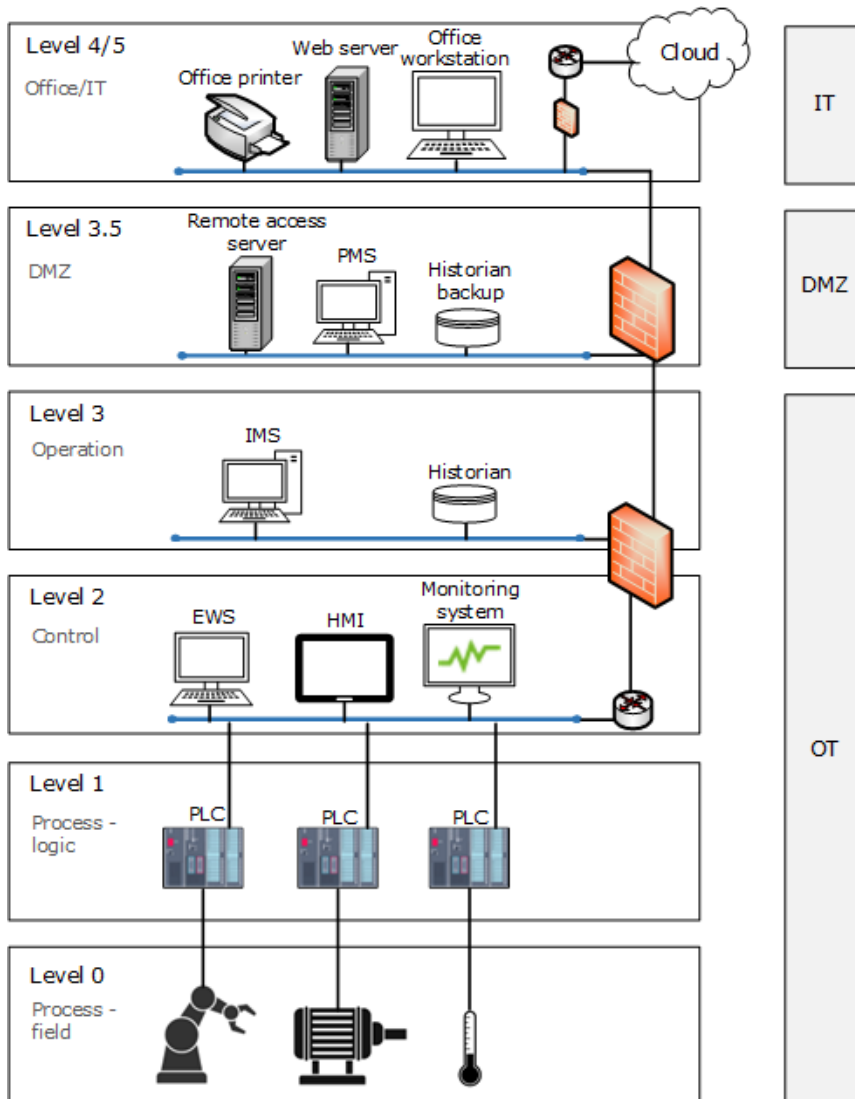 Level 4/5
Office/IT
Office printer
Web server
Office
workstation
Cloud
IT
Level 3.5
DMZ
Remote access
server
PMS
Historian
backup
DMZ
Level 3
Operation
IMS
Historian
Level 2
Control
EWS
HMI
Monitoring
system
OT
Level 1
Process -
logic
PLC
PLC
PLC
Level 0
Process -
field